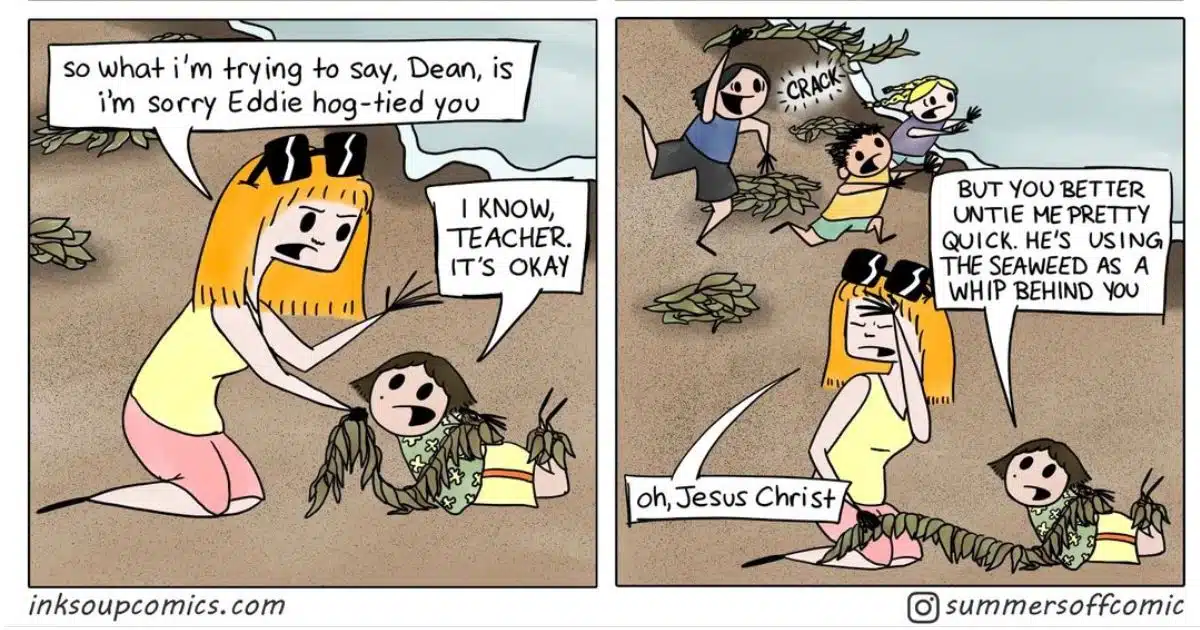 so what i'm trying to say, Dean, is
i'm sorry Eddie hog-tied you
I KNOW,
TEACHER.
IT'S OKAY
CRACK
BUT YOU BETTER
UNTIE ME PRETTY
QUICK. HE'S USING
THE SEAWEED AS A
WHIP BEHIND YOU
oh, Jesus Christ
inksoupcomics.com
summersoffcomic